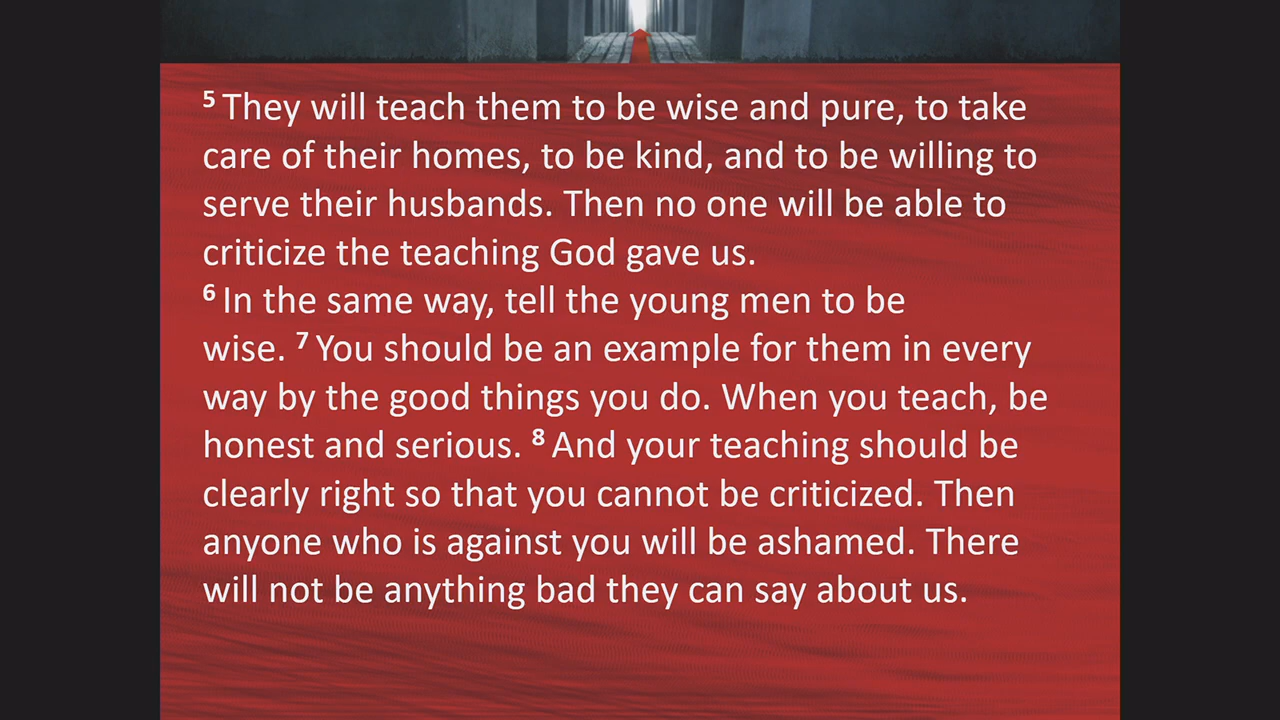 5 They will teach them to be wise and pure, to take
care of their homes, to be kind, and to be willing to
serve their husbands. Then no one will be able to
criticize the teaching God gave us.
6 In the same way, tell the young men to be
wise. 7 You should be an example for them in every
way by the good things you do. When you teach, be
honest and serious. 8 And your teaching should be
clearly right so that you cannot be criticized. Then
anyone who is against you will be ashamed. There
will not be anything bad they can say about us.